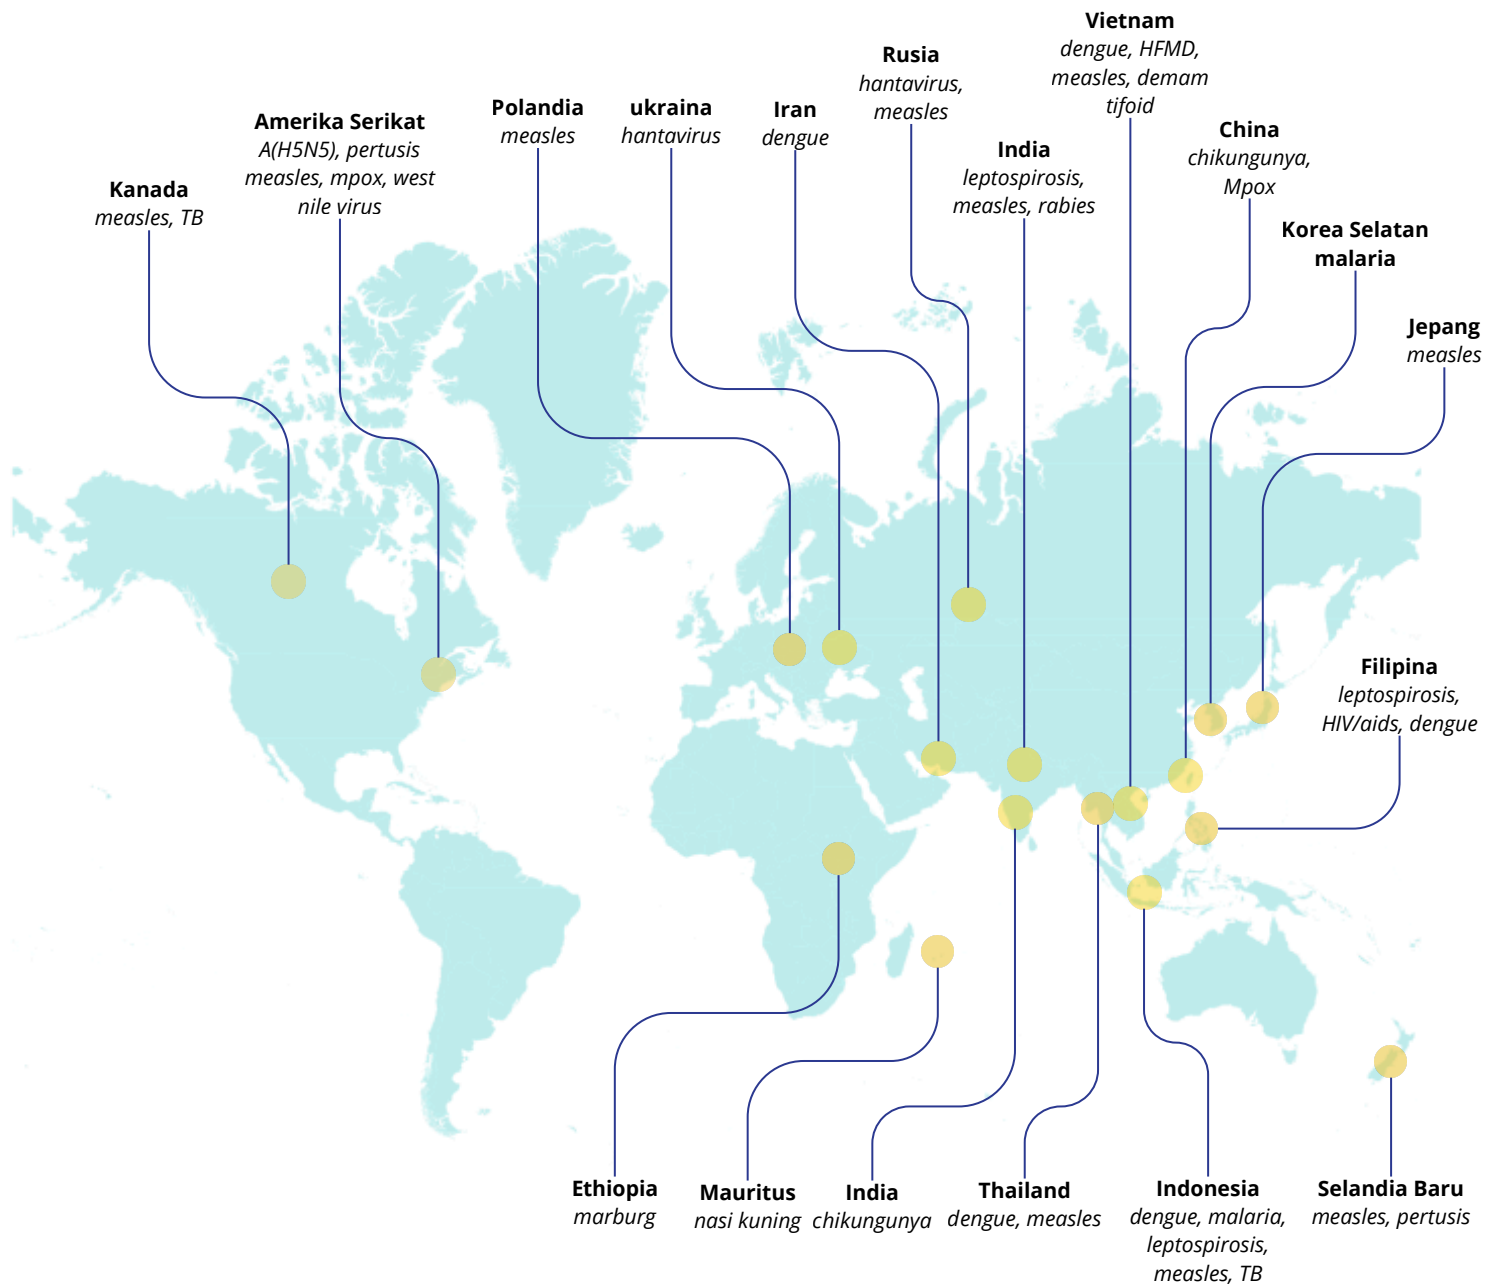 Vietnam
dengue, HFMD,
measles, demam
tifoid
Rusia
hantavirus,
measles
Polandia
measles
ukraina
hantavirus
Iran
dengue
Amerika Serikat
A(H5N5), pertusis
measles, mpox, west
nile virus
China
chikungunya,
Mpox
India
leptospirosis,
measles, rabies
Kanada
measles, TB
Korea Selatan
malaria
Jepang
measles
Filipina
leptospirosis,
HIV/aids, dengue
Ethiopia
marburg
Mauritus
nasi kuning
India
chikungunya
Thailand
dengue, measles
Indonesia
dengue, malaria,
leptospirosis,
measles, TB
Selandia Baru
measles, pertusis